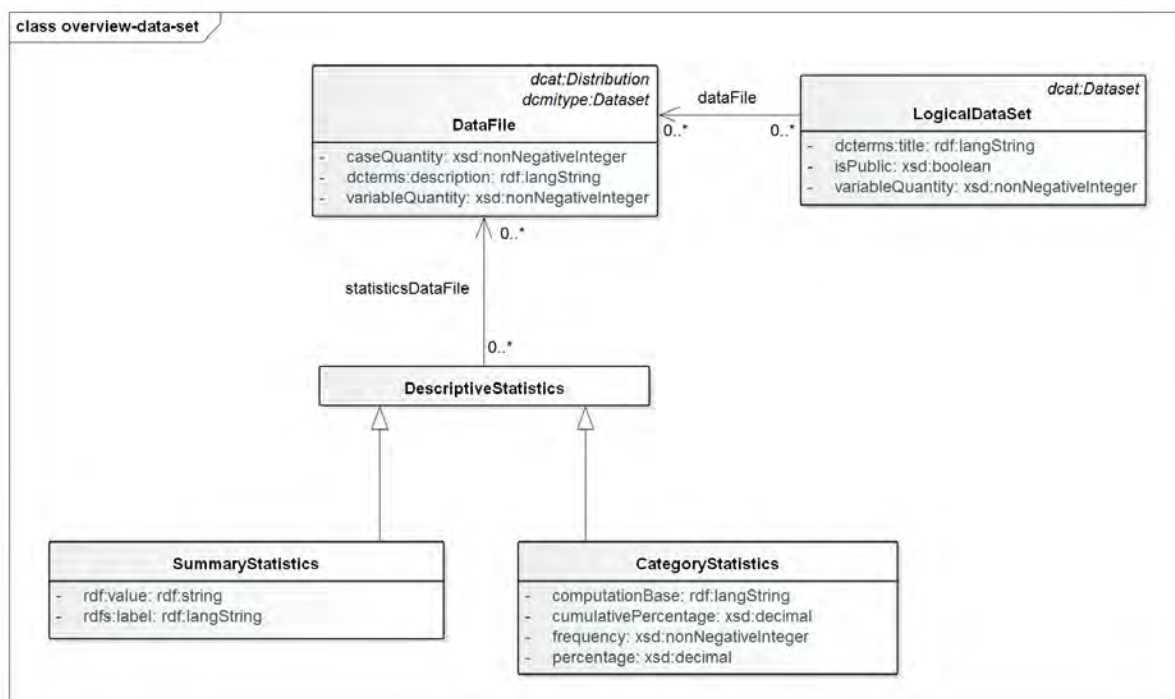 class overview-data-set
dcat:Distribution
dcmitype:Dataset
DataFile
- caseQuantity: xsd:nonNegativeInteger
- dcterms:description: rdf:langString
- variableQuantity: xsd:nonNegativeInteger
dataFile
0..*
0..*
dcat:Dataset
LogicalDataSet
- dcterms:title: rdf:langString
- isPublic: xsd:boolean
- variableQuantity: xsd:nonNegativeInteger
0..*
statisticsDataFile
0..*
DescriptiveStatistics
SummaryStatistics
- rdf:value: rdf:string
- rdfs:label: rdf:langString
CategoryStatistics
- computationBase: rdf:langString
- cumulativePercentage: xsd:decimal
- frequency: xsd:nonNegativeInteger
- percentage: xsd:decimal